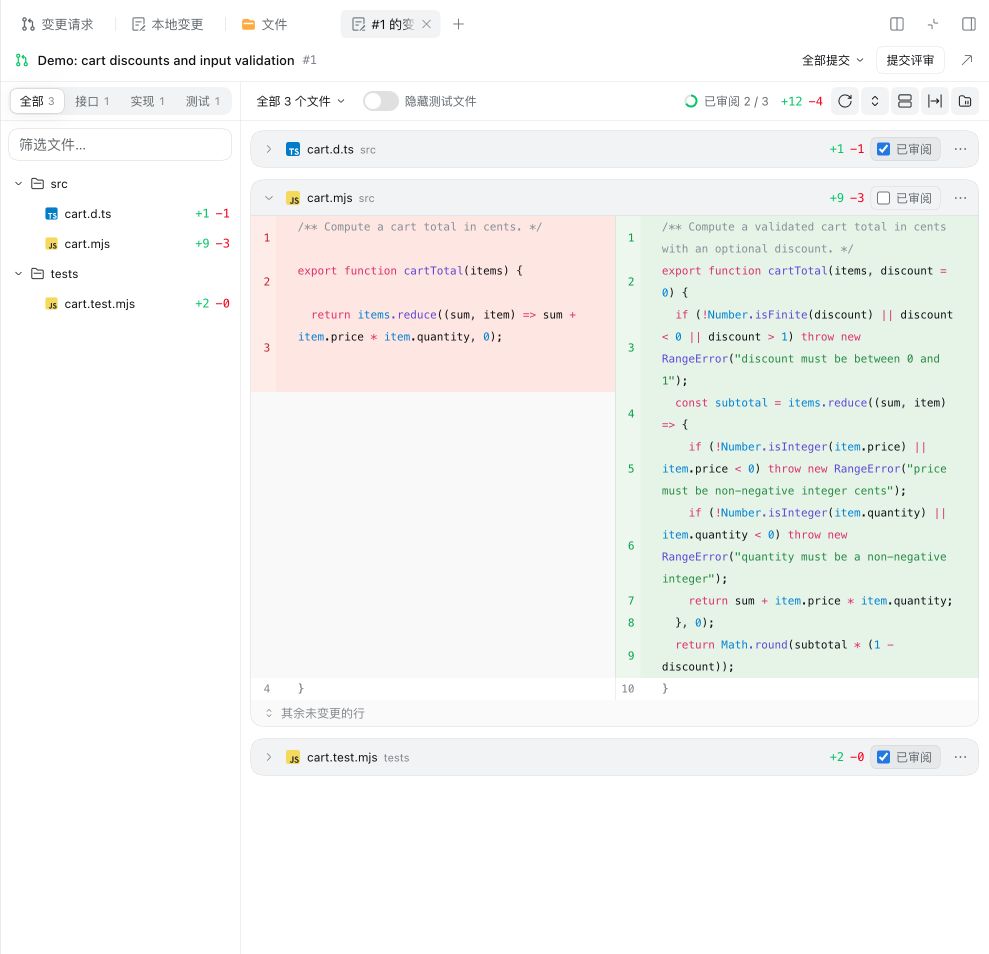 变更请求 本地变更 文件 #1 的变
Demo: cart discounts and input validation #1 全部提交 提交评审
全部 3 接口 1 实现 1 测试 1 全部 3 个文件 隐藏测试文件 已审阅 2 / 3 +12 −4
筛选文件...
src
TS cart.d.ts +1 −1
JS cart.mjs +9 −3
tests
JS cart.test.mjs +2 −0
TS cart.d.ts src +1 −1 已审阅 ...
JS cart.mjs src +9 −3 已审阅 ...
1 /** Compute a cart total in cents. */
2 export function cartTotal(items) {
3 return items.reduce((sum, item) => sum +
item.price * item.quantity, 0);
4 }
1 /** Compute a validated cart total in cents
with an optional discount. */
2 export function cartTotal(items, discount =
0) {
3 if (!Number.isFinite(discount) || discount
< 0 || discount > 1) throw new
RangeError("discount must be between 0 and
1");
4 const subtotal = items.reduce((sum, item)
=> {
5 if (!Number.isInteger(item.price) ||
item.price < 0) throw new RangeError("price
must be non-negative integer cents");
6 if (!Number.isInteger(item.quantity) ||
item.quantity < 0) throw new
RangeError("quantity must be a non-negative
integer");
7 return sum + item.price * item.quantity;
8 }, 0);
9 return Math.round(subtotal * (1 -
discount));
10 }
其余未变更的行
JS cart.test.mjs tests +2 −0 已审阅 ...